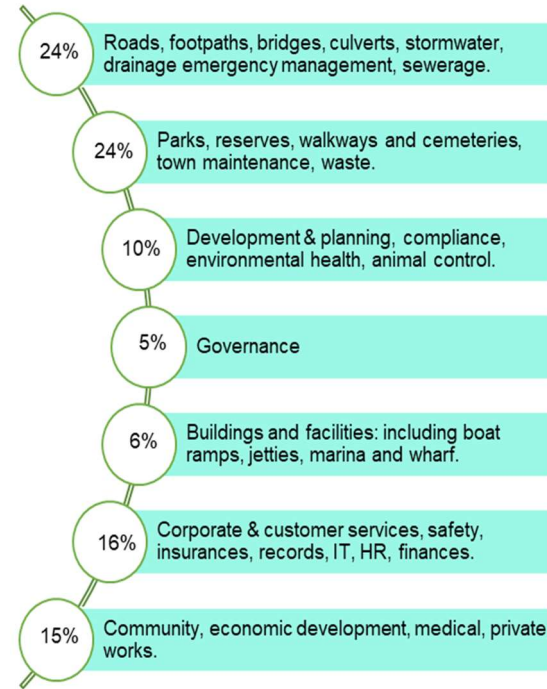 24%
Roads, footpaths, bridges, culverts, stormwater,
drainage emergency management, sewerage.
24%
Parks, reserves, walkways and cemeteries,
town maintenance, waste.
10%
Development & planning, compliance,
environmental health, animal control.
5%
Governance
6%
Buildings and facilities: including boat
ramps, jetties, marina and wharf.
16%
Corporate & customer services, safety,
insurances, records, IT, HR, finances.
15%
Community, economic development, medical, private
works.